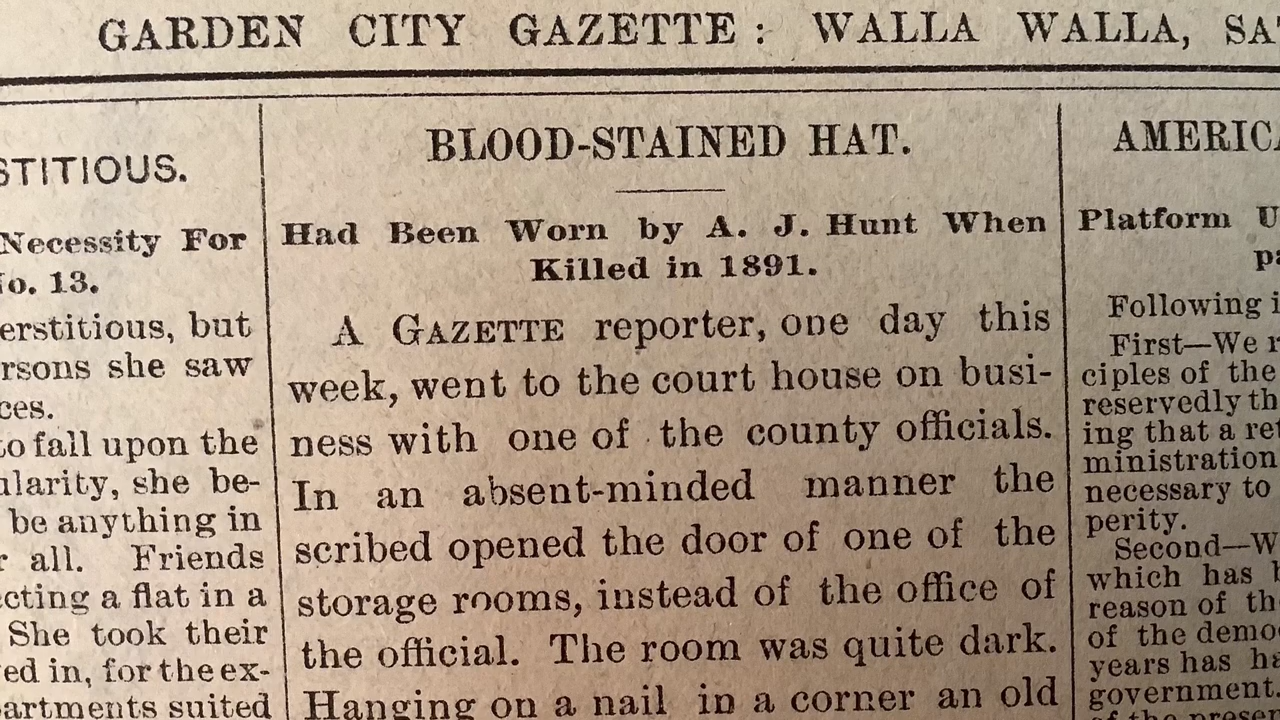 GARDEN CITY GAZETTE: WALLA WALLA,
STITIOUS.
Necessity For
No. 13.
erstitious, but
rsons she saw
ces.
to fall upon the
ularity, she be-
be anything in
r all. Friends
cting a flat in a
She took their
ed in, for the ex-
artments suited
BLOOD-STAINED HAT.
Had Been Worn by A. J. Hunt When
Killed in 1891.
A GAZETTE reporter, one day this
week, went to the court house on busi-
ness with one of the county officials.
In an absent-minded manner the
scribed opened the door of one of the
storage rooms, instead of the office of
the official. The room was quite dark.
Hanging on a nail in a corner an old
AMERICA
Platform U
pa
Following i
First—We r
ciples of the
reservedly th
ing that a ret
ministration
necessary to
perity.
Second—W
which has b
reason of th
of the demo
years has ha
government.
of the presen